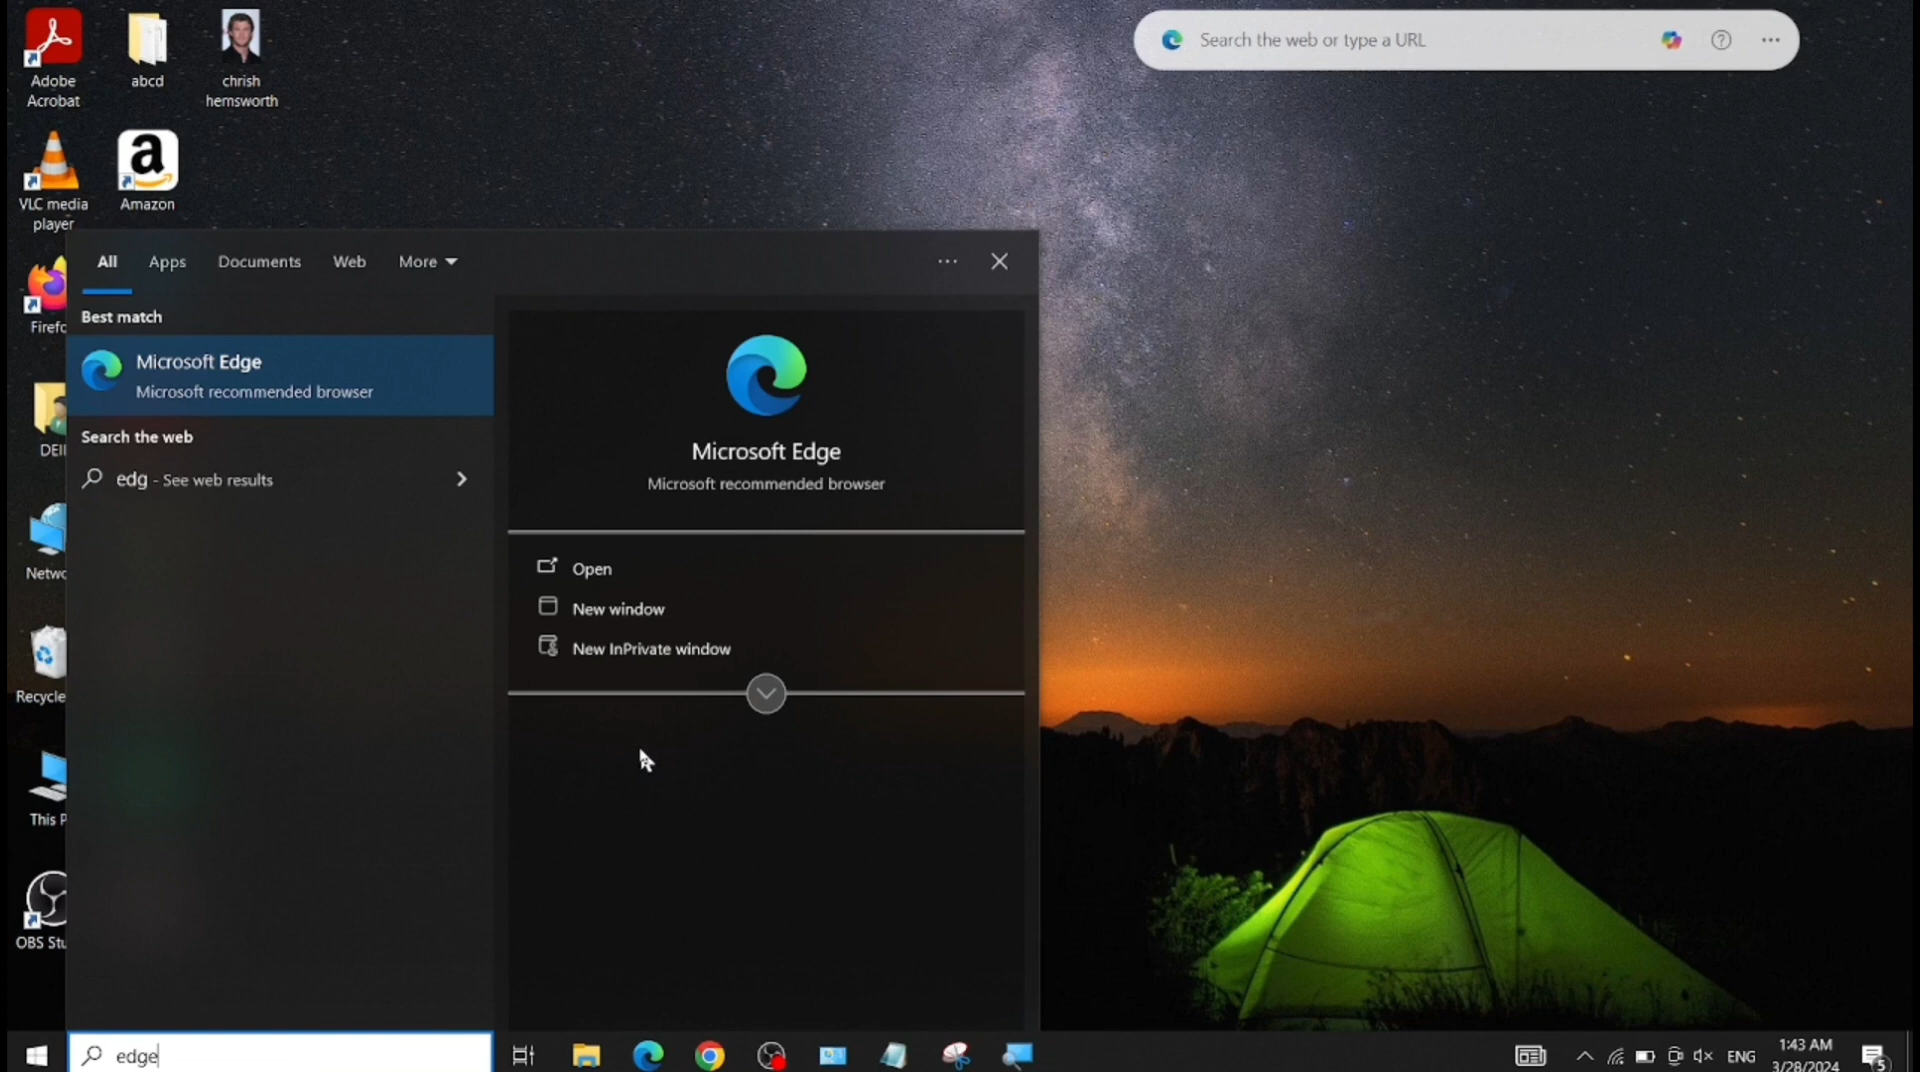 Adobe
Acrobat
abcd
chrish
hemsworth
Search the web or type a URL
VLC media
player
a
Amazon
All Apps Documents Web More
Firefo
Best match
Microsoft Edge
Microsoft recommended browser
Search the web
edg - See web results
Microsoft Edge
Microsoft recommended browser
Open
New window
New InPrivate window
Netwo
Recycle
This P
OBS Stu
edge
ENG
1:43 AM
3/28/2024
5